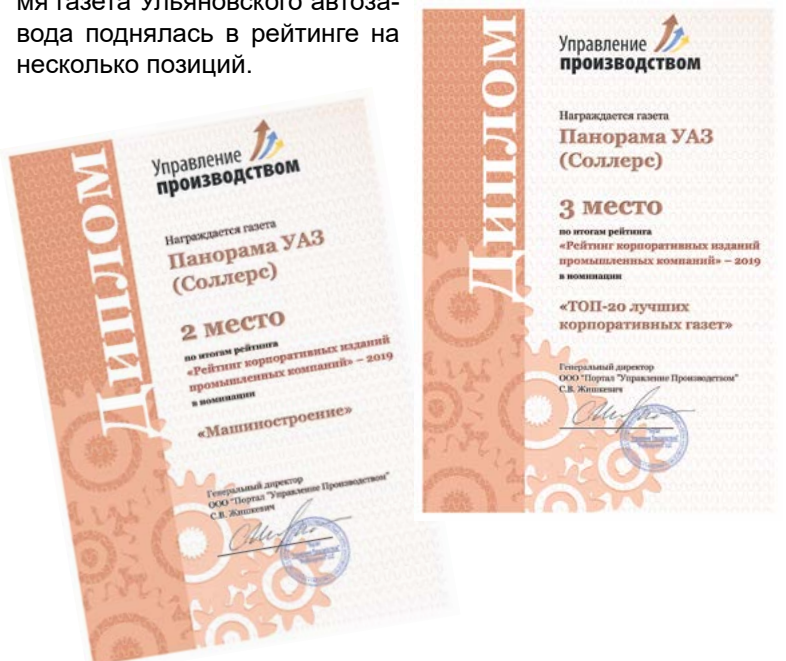 мя газета Ульяновского автоза-
вода поднялась в рейтинге на
несколько позиций.
Диплом
Управление
производством
Награждается газета
Панорама УАЗ
(Соллерс)
2 место
по итогам рейтинга
«Рейтинг корпоративных изданий
промышленных компаний» – 2019
в номинации
«Машиностроение»
Генеральный директор
ООО "Портал "Управление Производством"
С.В. Жишкевич
Диплом
Управление
производством
Награждается газета
Панорама УАЗ
(Соллерс)
3 место
по итогам рейтинга
«Рейтинг корпоративных изданий
промышленных компаний» – 2019
в номинации
«ТОП-20 лучших
корпоративных газет»
Генеральный директор
ООО "Портал "Управление Производством"
С.В. Жишкевич